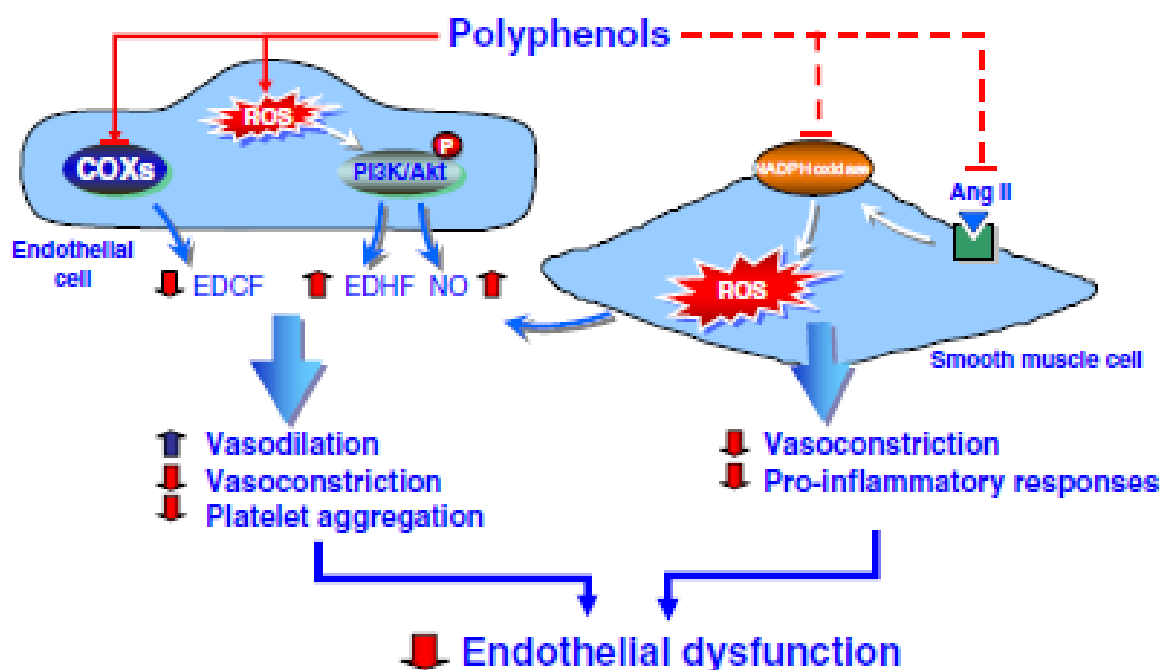 Polyphenols
ROS
P
COXs
PI3K/Akt
NADPH oxidase
Ang II
Endothelial
cell
EDCF
EDHF NO
ROS
Smooth muscle cell
Vasodilation
Vasoconstriction
Platelet aggregation
Vasoconstriction
Pro-inflammatory responses
Endothelial dysfunction